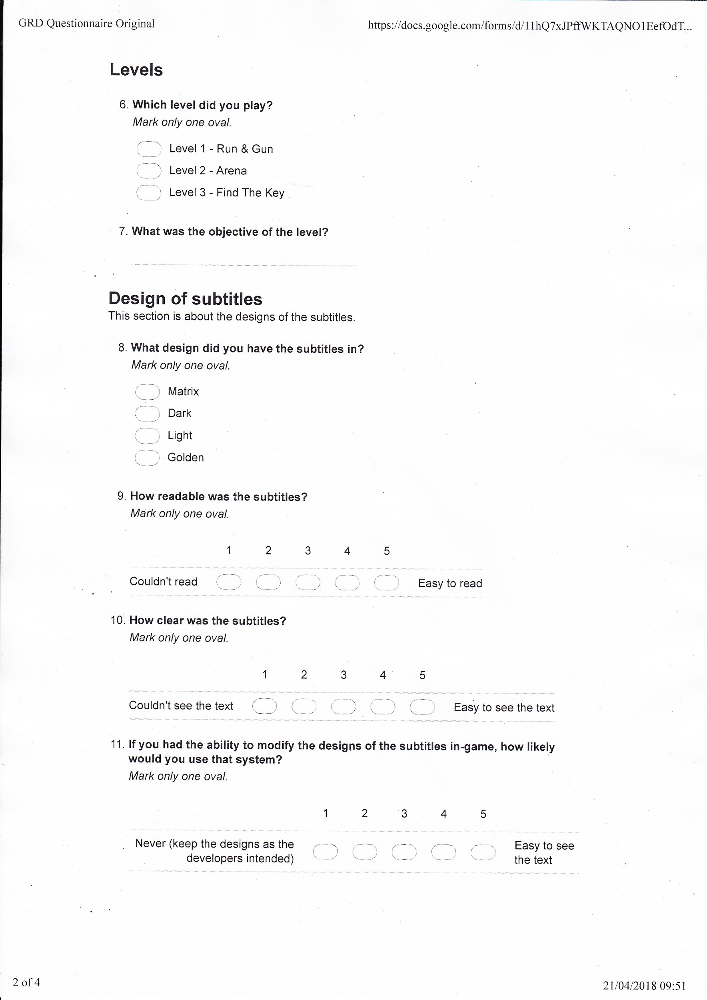 GRD Questionnaire Original
https://docs.google.com/forms/d/11hQ7xJPffWKTAQNO1EefOdT...
Levels
6. Which level did you play?
Mark only one oval.
Level 1 - Run & Gun
Level 2 - Arena
Level 3 - Find The Key
7. What was the objective of the level?
Design of subtitles
This section is about the designs of the subtitles.
8. What design did you have the subtitles in?
Mark only one oval.
Matrix
Dark
Light
Golden
9. How readable was the subtitles?
Mark only one oval.
1 2 3 4 5
Couldn't read Easy to read
10. How clear was the subtitles?
Mark only one oval.
1 2 3 4 5
Couldn't see the text Easy to see the text
11. If you had the ability to modify the designs of the subtitles in-game, how likely
would you use that system?
Mark only one oval.
1 2 3 4 5
Never (keep the designs as the Easy to see
developers intended) the text
2 of 4
21/04/2018 09:51